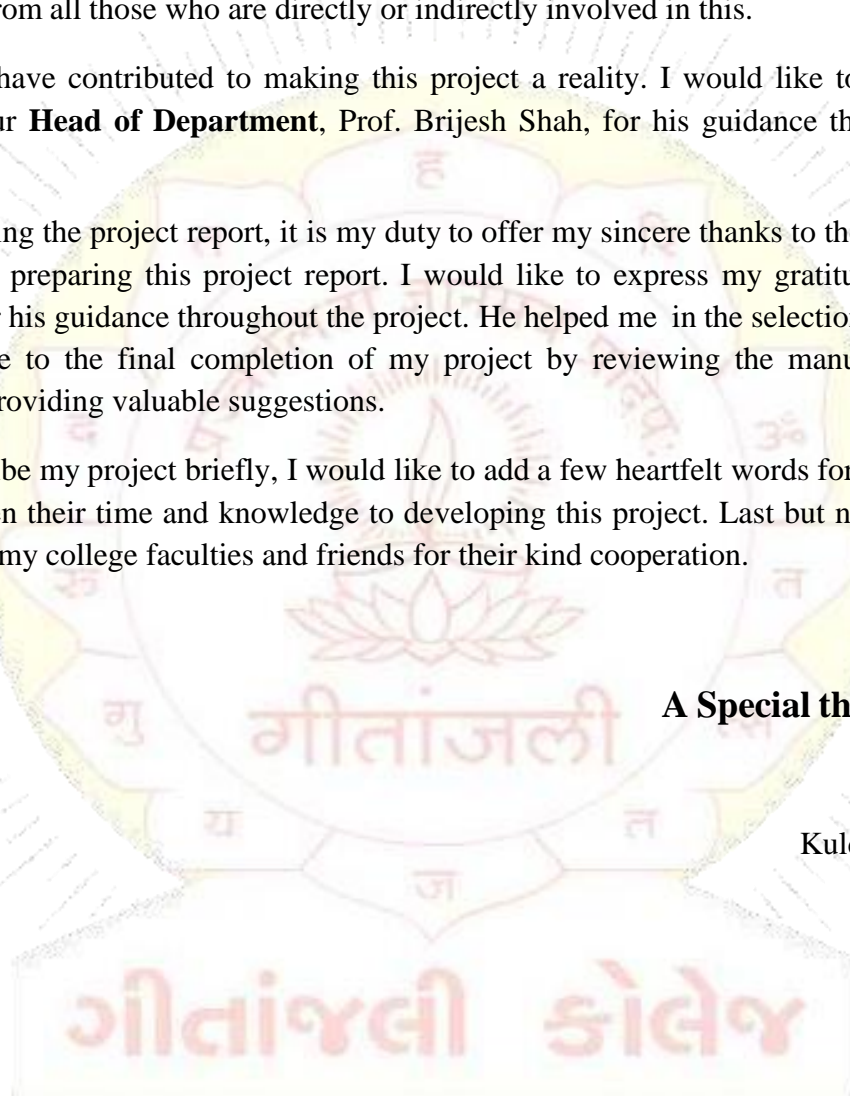 rom all those who are directly or indirectly involved in this.
have contributed to making this project a reality. I would like to
ur Head of Department, Prof. Brijesh Shah, for his guidance th
ing the project report, it is my duty to offer my sincere thanks to th
preparing this project report. I would like to express my gratitu
r his guidance throughout the project. He helped me in the selection
e to the final completion of my project by reviewing the manu
roviding valuable suggestions.
be my project briefly, I would like to add a few heartfelt words for
en their time and knowledge to developing this project. Last but n
my college faculties and friends for their kind cooperation.
A Special th
Kul
ह
द
ॐ
रू
त
गु
य
त
ज
गीतांजली
ગીતાંજલી કોલેજ